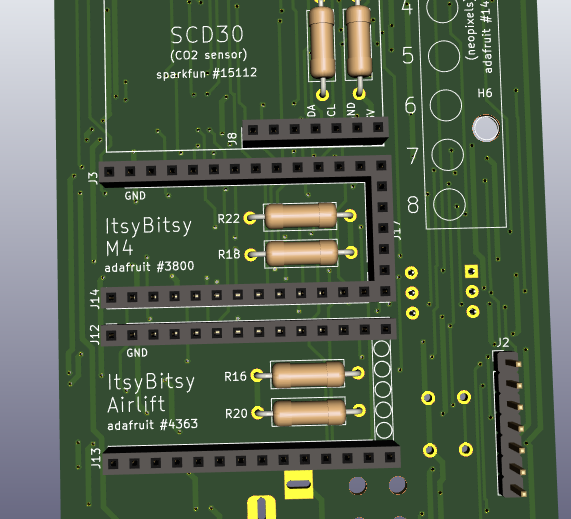 SCD30
(CO2 sensor)
sparkfun #15112
DA
CL
ND
5V
4
5
6
7
8
(neopixels)
adafruit #14
H6
J8
J3
GND
ItsyBitsy
M4
adafruit #3800
R22
R18
J17
J14
J12
GND
ItsyBitsy
Airlift
adafruit #4363
R16
R20
J13
J2